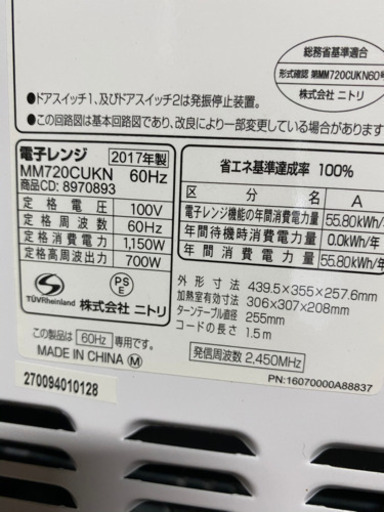 総務省基準適合
形式確認 第MM720CUKN60号
株式会社 ニトリ
●ドアスイッチ1、及びドアスイッチ2は発振停止装置。
●この回路図は基本回路図であり、改良により一部変更している場合があります
電子レンジ 2017年製
MM720CUKN 60Hz
商品CD: 8970893
定格電圧 100V
定格周波数 60Hz
定格消費電力 1,150W
定格高周波出力 700W
TÜVRheinland
PS
E
株式会社 ニトリ
この製品は 60Hz 専用です。
MADE IN CHINA Ⓜ
270094010128
省エネ基準達成率 100%
区分 A
電子レンジ機能の年間消費電力量 55.80kWh/
年間待機時消費電力量 0.0kWh/
年間消費電力量 55.80kWh/
外形寸法 439.5×355×257.6mm
加熱室有効寸法 306×307×208mm
ターンテーブル直径 255mm
コードの長さ 1.5m
発信周波数 2,450MHz
PN:16070000A88837